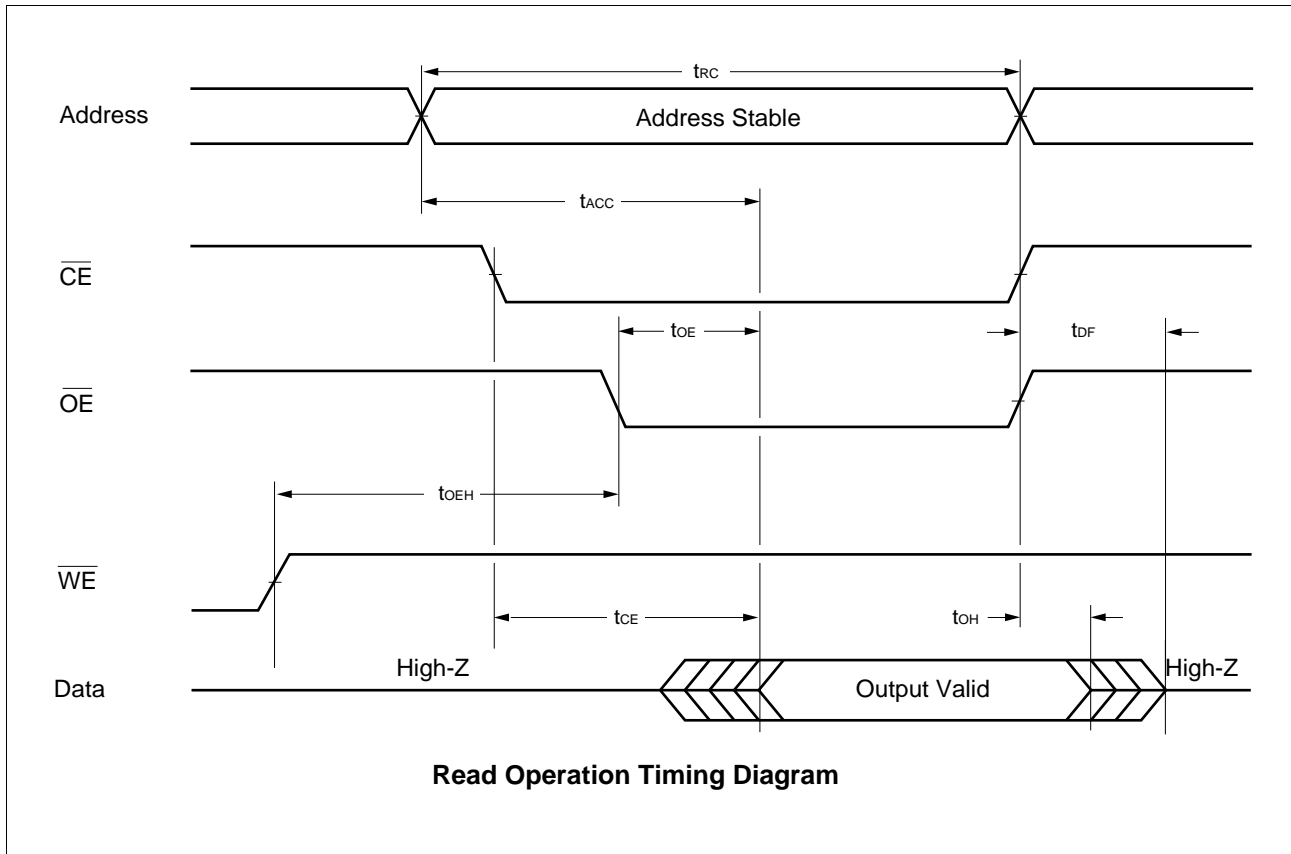 tRC
Address
Address Stable
tACC
CE
tOE
tDF
OE
tOEH
WE
tCE
tOH
High-Z
High-Z
Data
Output Valid
Read Operation Timing Diagram